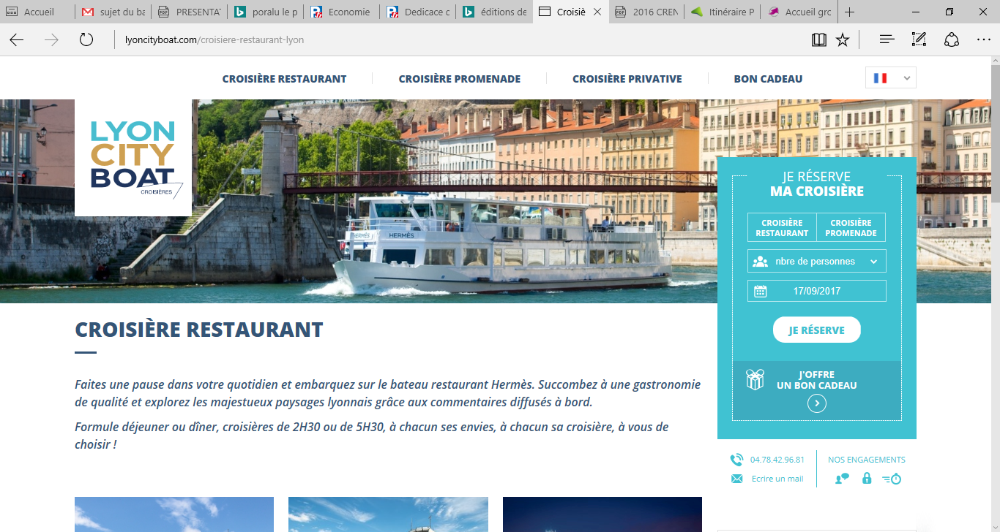 Accueil
sujet du ba
PRESENTAT
poralu le p
Economie
Dedicace c
éditions de
Croisiè
2016 CREN
Itinéraire P
Accueil gro
lyoncityboat.com/croisiere-restaurant-lyon
CROISIÈRE RESTAURANT
CROISIÈRE PROMENADE
CROISIÈRE PRIVATIVE
BON CADEAU
LYON
CITY
BOAT
CROISIÈRES
HERMÈS
HERMÈS
JE RÉSERVE
MA CROISIÈRE
CROISIÈRE
RESTAURANT
CROISIÈRE
PROMENADE
nbre de personnes
17/09/2017
JE RÉSERVE
J'OFFRE
UN BON CADEAU
04.78.42.96.81
Ecrire un mail
NOS ENGAGEMENTS
CROISIÈRE RESTAURANT
Faites une pause dans votre quotidien et embarquez sur le bateau restaurant Hermès. Succombez à une gastronomie
de qualité et explorez les majestueux paysages lyonnais grâce aux commentaires diffusés à bord.
Formule déjeuner ou dîner, croisières de 2H30 ou de 5H30, à chacun ses envies, à chacun sa croisière, à vous de
choisir !